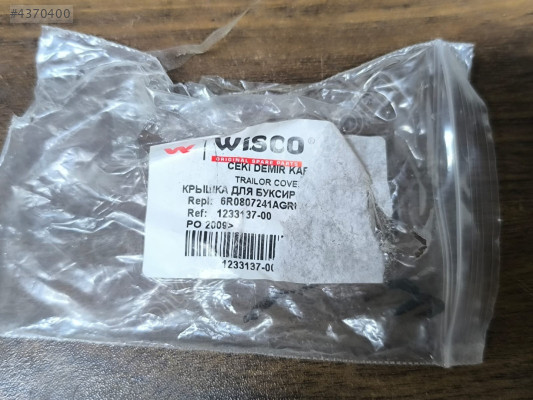 #4370400
WISCO
ORIGINAL SPARE PARTS
CEKI DEMIR KAP
TRAILOR COVE
КРЫШКА ДЛЯ БУКСИР
Repl: 6R0807241AGR
Ref: 1233137-00
PO 2009>
1233137-00